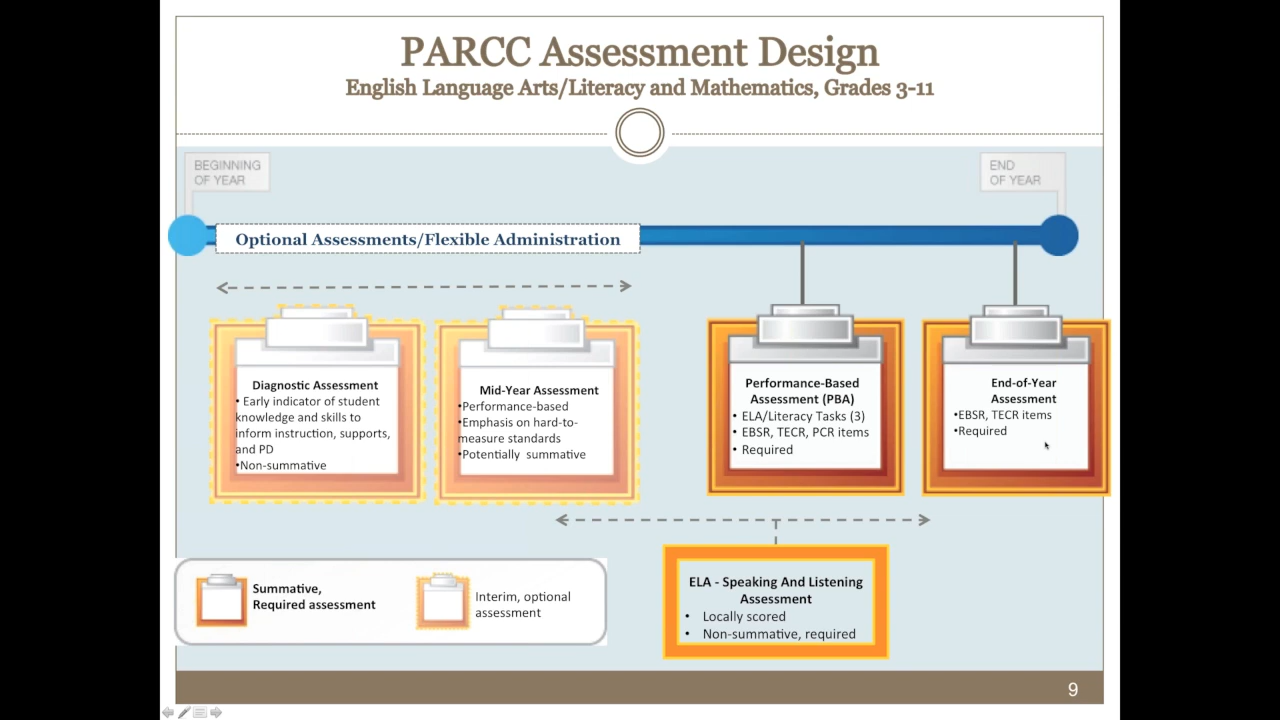 PARCC Assessment Design
English Language Arts/Literacy and Mathematics, Grades 3-11
BEGINNING
OF YEAR
END
OF YEAR
Optional Assessments/Flexible Administration
Diagnostic Assessment
• Early indicator of student
knowledge and skills to
inform instruction, supports,
and PD
•Non-summative
Mid-Year Assessment
•Performance-based
•Emphasis on hard-to-
measure standards
•Potentially summative
Performance-Based
Assessment (PBA)
• ELA/Literacy Tasks (3)
• EBSR, TECR, PCR items
• Required
End-of-Year
Assessment
•EBSR, TECR items
•Required
Summative,
Required assessment
Interim, optional
assessment
ELA - Speaking And Listening
Assessment
• Locally scored
• Non-summative, required
9